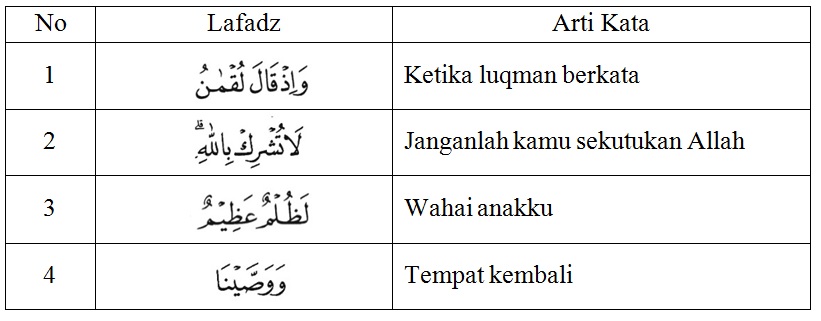 No Lafadz Arti Kata
1 وَاِذْ قَالَ لُقْمٰنُ Ketika luqman berkata
2 لَا تُشْرِكْ بِاللّٰهِ ۗ Janganlah kamu sekutukan Allah
3 لَظُلْمٌ عَظِيْمٌ Wahai anakku
4 وَوَصَّيْنَا Tempat kembali